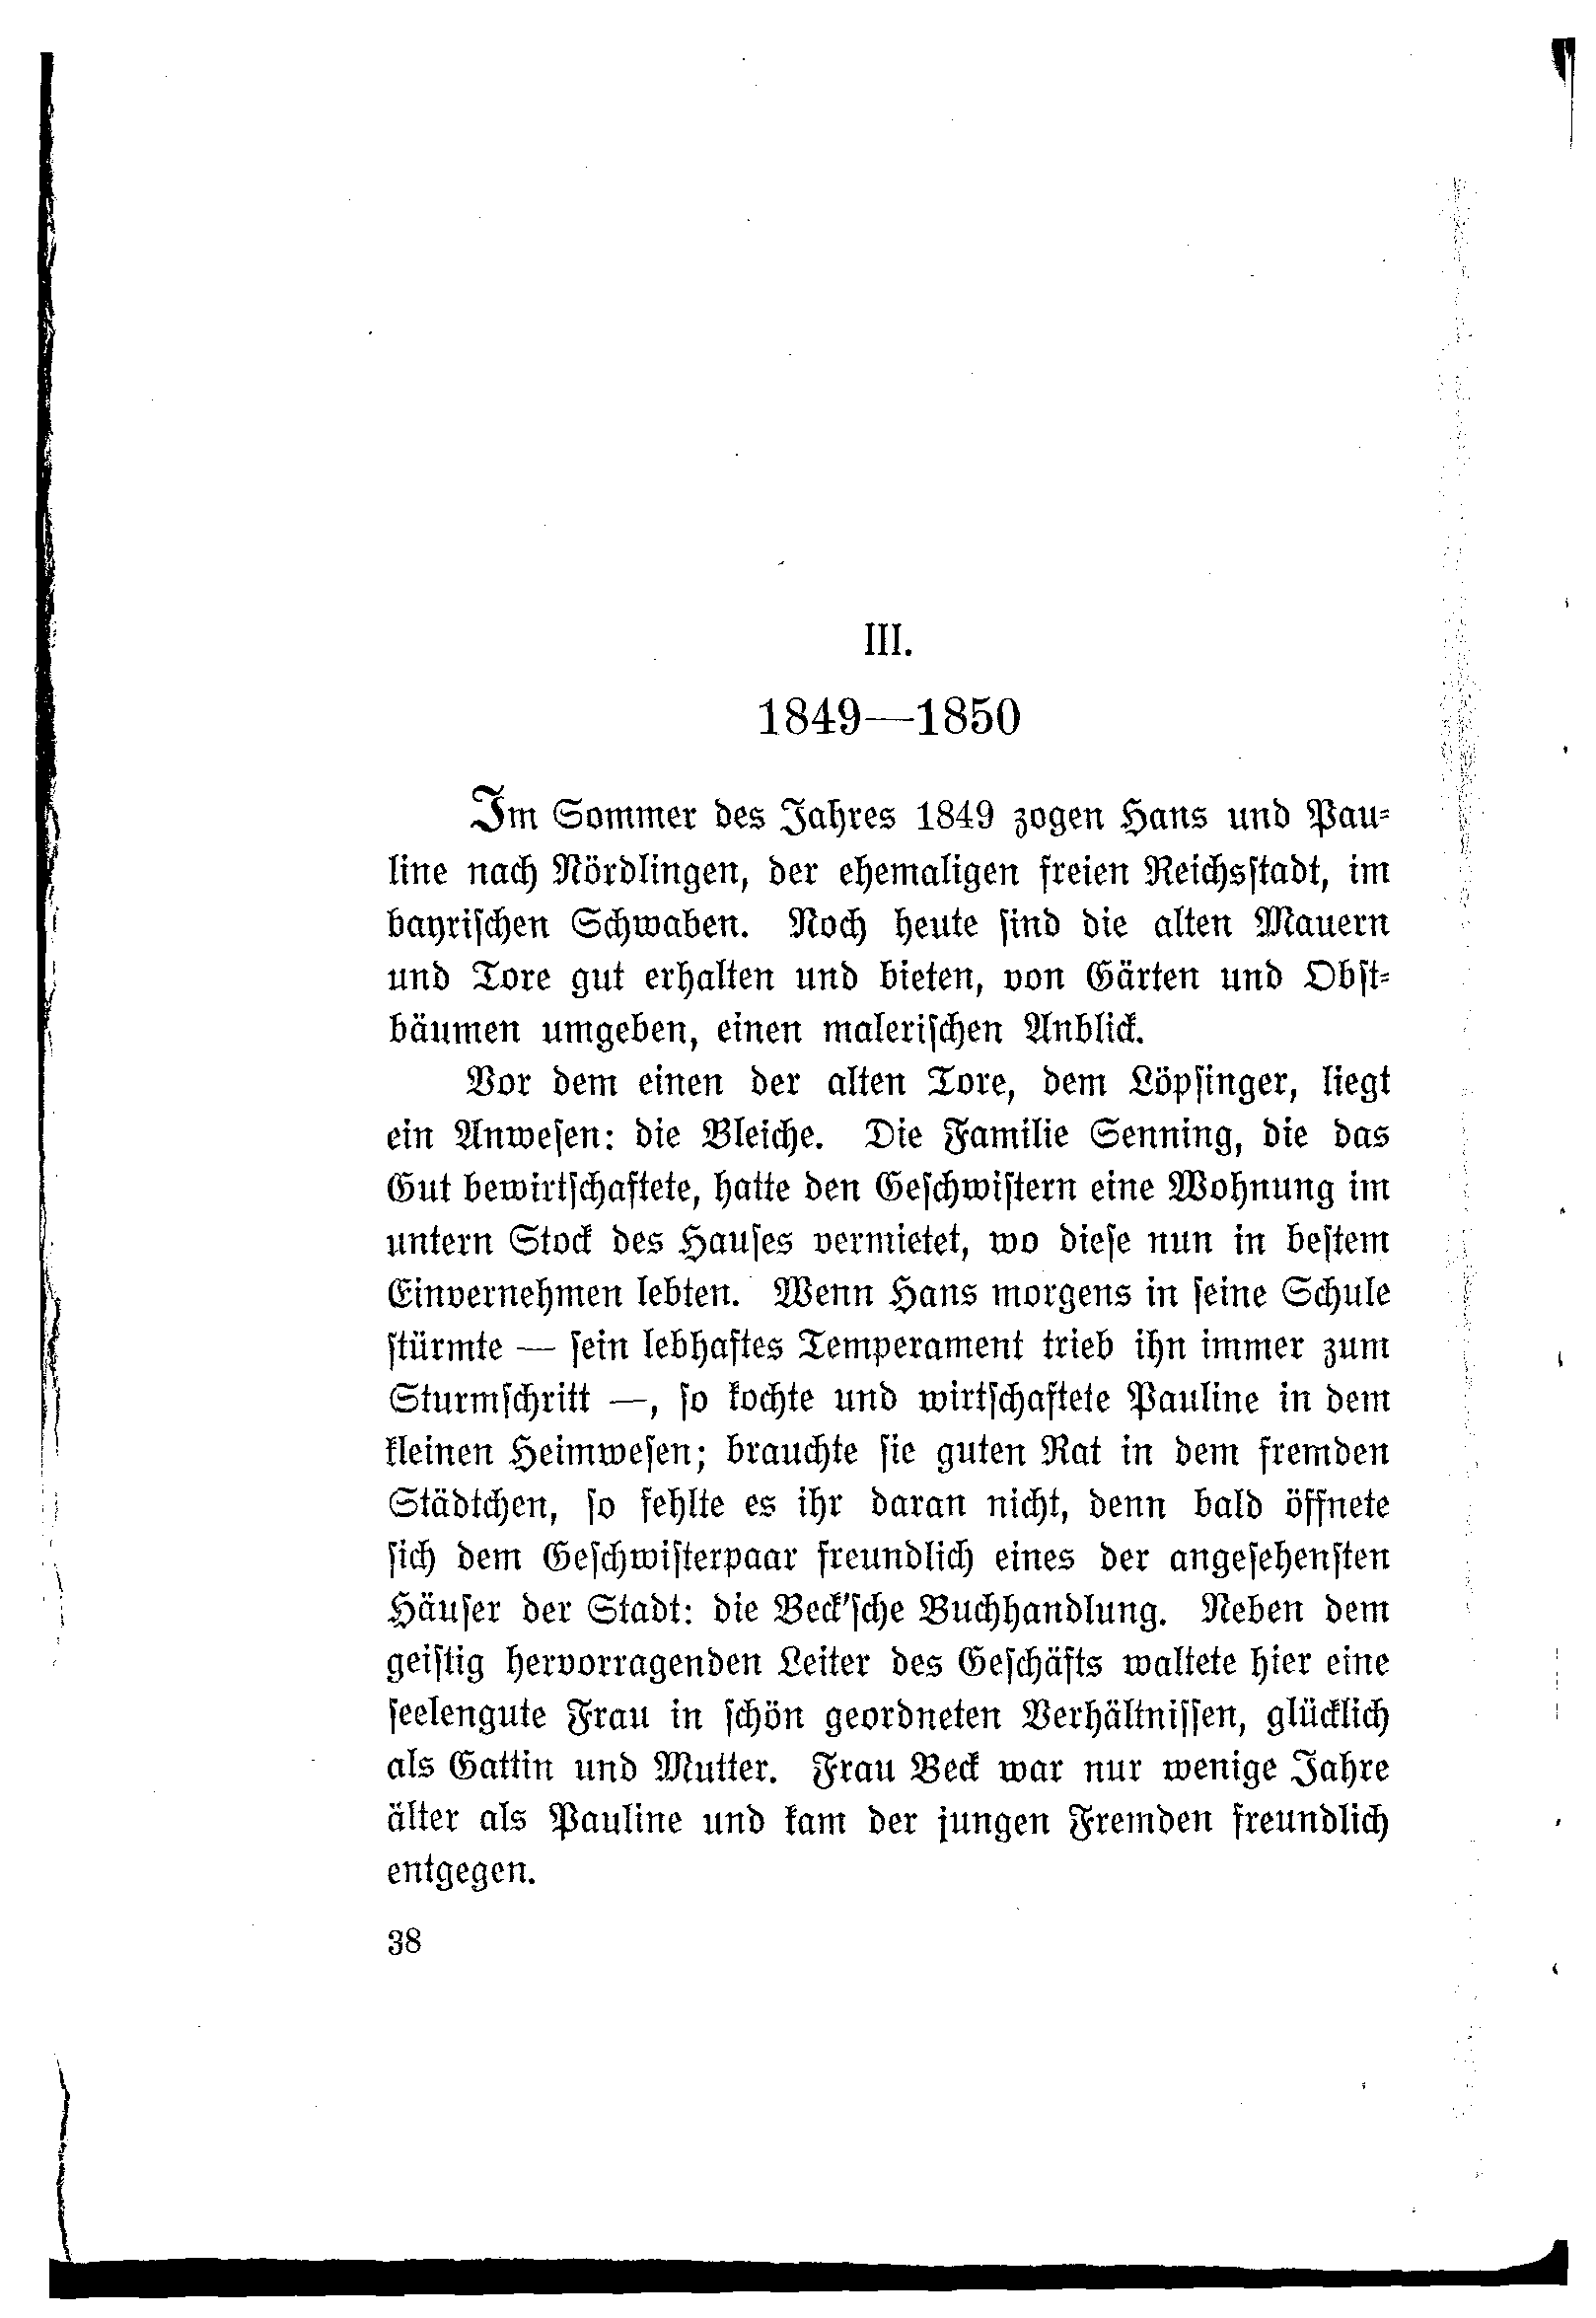 III.
1849—1850
Im Sommer des Jahres 1849 zogen Hans und Pau-
line nach Nördlingen, der ehemaligen freien Reichsstadt, im
bayrischen Schwaben. Noch heute sind die alten Mauern
und Tore gut erhalten und bieten, von Gärten und Obst-
bäumen umgeben, einen malerischen Anblick.
Vor dem einen der alten Tore, dem Löpsinger, liegt
ein Anwesen: die Bleiche. Die Familie Senning, die das
Gut bewirtschaftete, hatte den Geschwistern eine Wohnung im
untern Stock des Hauses vermietet, wo diese nun in bestem
Einvernehmen lebten. Wenn Hans morgens in seine Schule
stürmte — sein lebhaftes Temperament trieb ihn immer zum
Sturmschritt —, so kochte und wirtschaftete Pauline in dem
kleinen Heimwesen; brauchte sie guten Rat in dem fremden
Städtchen, so fehlte es ihr daran nicht, denn bald öffnete
sich dem Geschwisterpaar freundlich eines der angesehensten
Häuser der Stadt: die Beck'sche Buchhandlung. Neben dem
geistig hervorragenden Leiter des Geschäfts waltete hier eine
seelengute Frau in schön geordneten Verhältnissen, glücklich
als Gattin und Mutter. Frau Beck war nur wenige Jahre
älter als Pauline und kam der jungen Fremden freundlich
entgegen.
38